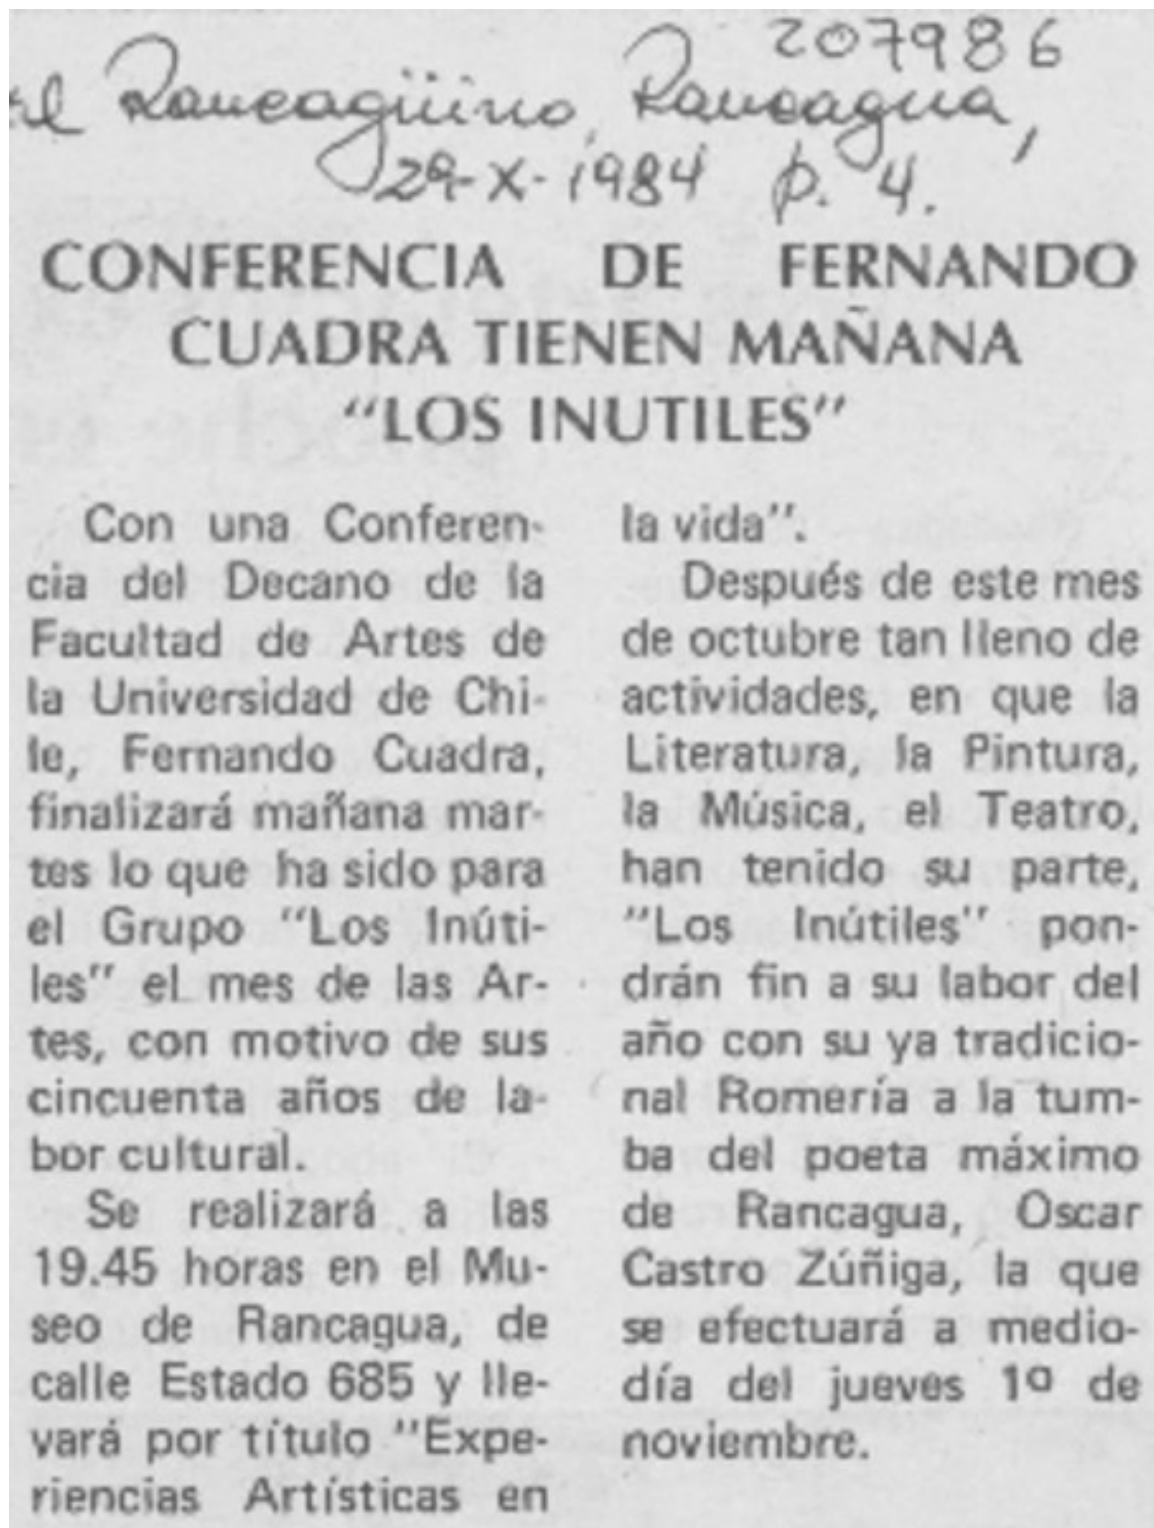 207986
el Rancagüino, Rancagua,
29-X-1984 p. 4.
CONFERENCIA DE FERNANDO
CUADRA TIENEN MAÑANA
"LOS INUTILES"
Con una Conferen-
cia del Decano de la
Facultad de Artes de
la Universidad de Chi-
le, Fernando Cuadra,
finalizará mañana mar-
tes lo que ha sido para
el Grupo "Los Inúti-
les" el mes de las Ar-
tes, con motivo de sus
cincuenta años de la-
bor cultural.
Se realizará a las
19.45 horas en el Mu-
seo de Rancagua, de
calle Estado 685 y lle-
vará por título "Expe-
riencias Artísticas en
la vida".
Después de este mes
de octubre tan lleno de
actividades, en que la
Literatura, la Pintura,
la Música, el Teatro,
han tenido su parte,
"Los Inútiles" pon-
drán fin a su labor del
año con su ya tradicio-
nal Romería a la tum-
ba del poeta máximo
de Rancagua, Oscar
Castro Zúñiga, la que
se efectuará a medio-
día del jueves 1º de
noviembre.